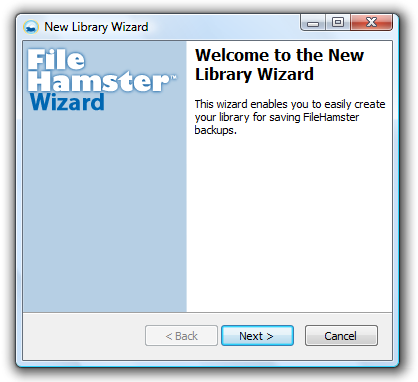 New Library Wizard
File
Hamster™
Wizard
Welcome to the New
Library Wizard
This wizard enables you to easily create
your library for saving FileHamster
backups.
< Back
Next >
Cancel